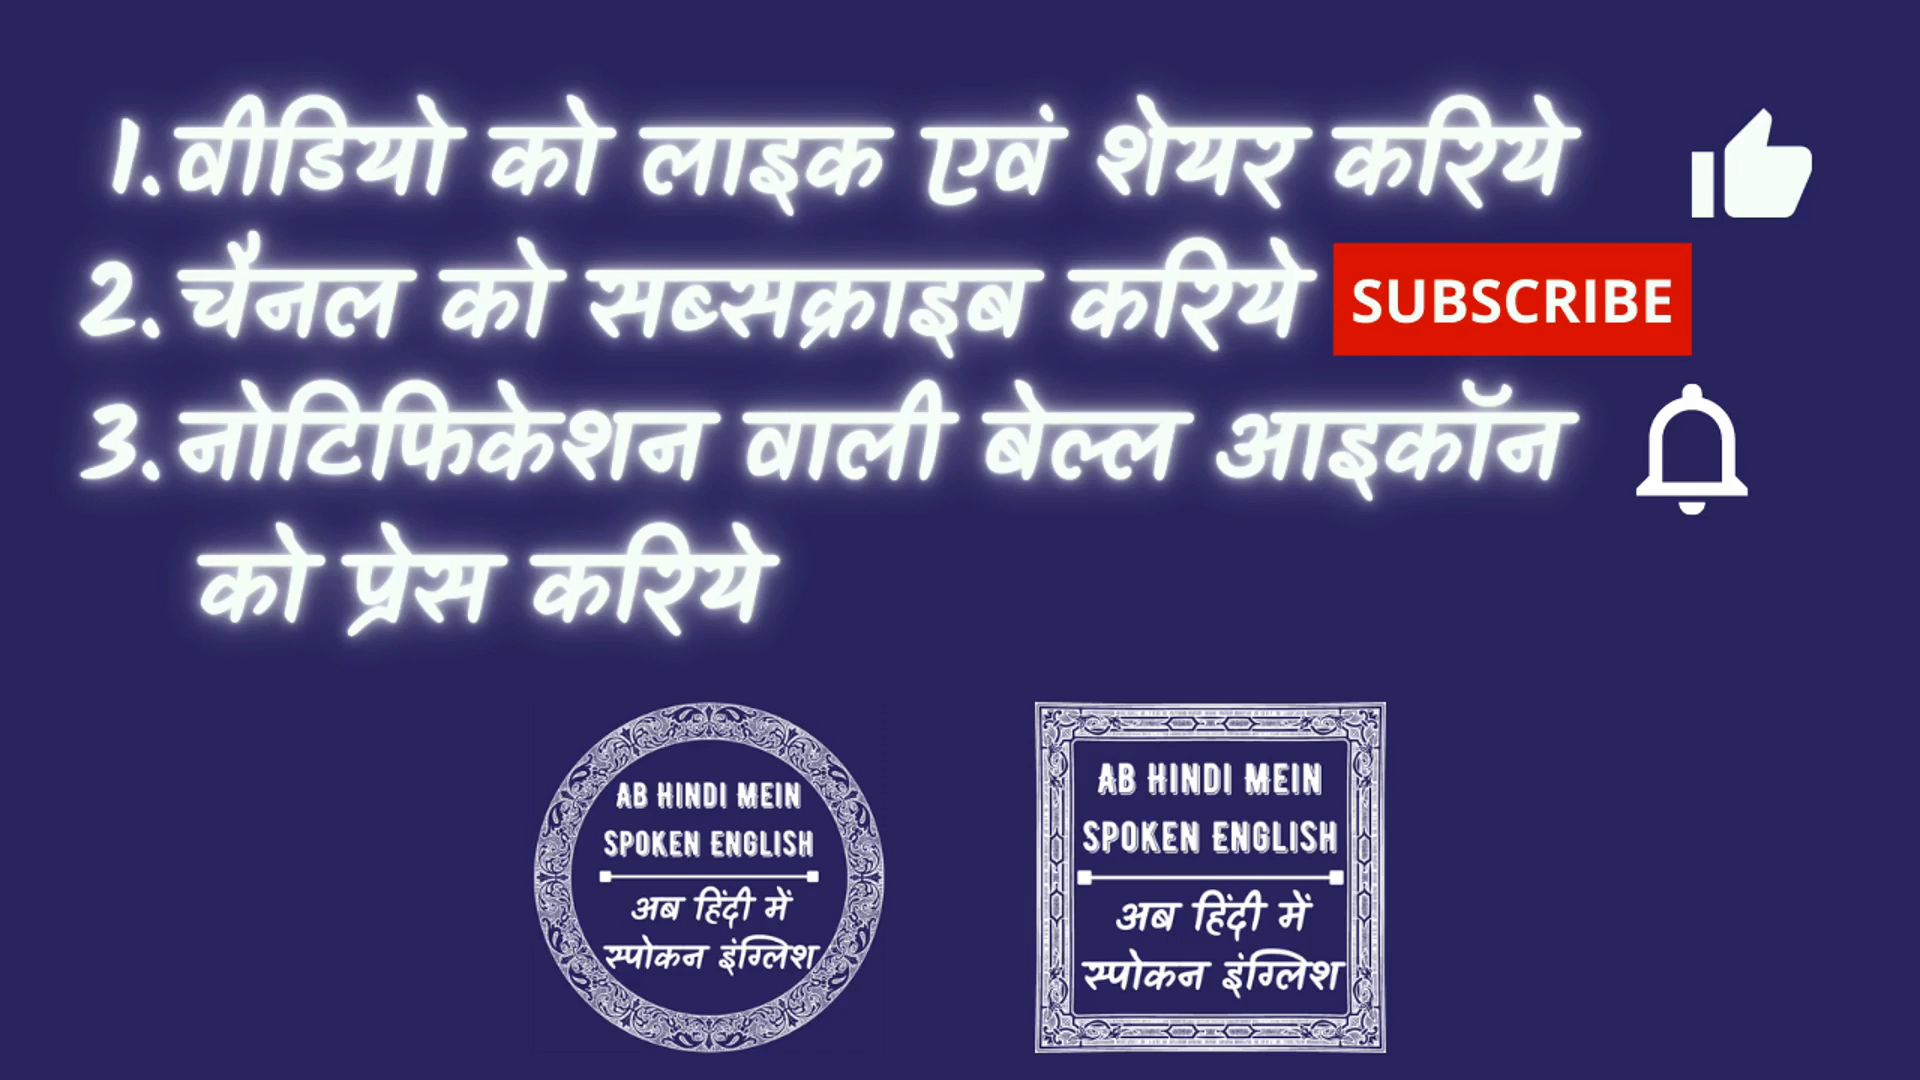 1. वीडियो को लाइक एवं शेयर करिये
2. चैनल को सब्सक्राइब करिये SUBSCRIBE
3. नोटिफिकेशन वाली बेल्ल आइकॉन
को प्रेस करिये
AB HINDI MEIN
SPOKEN ENGLISH
अब हिंदी में
स्पोकन इंग्लिश
AB HINDI MEIN
SPOKEN ENGLISH
अब हिंदी में
स्पोकन इंग्लिश